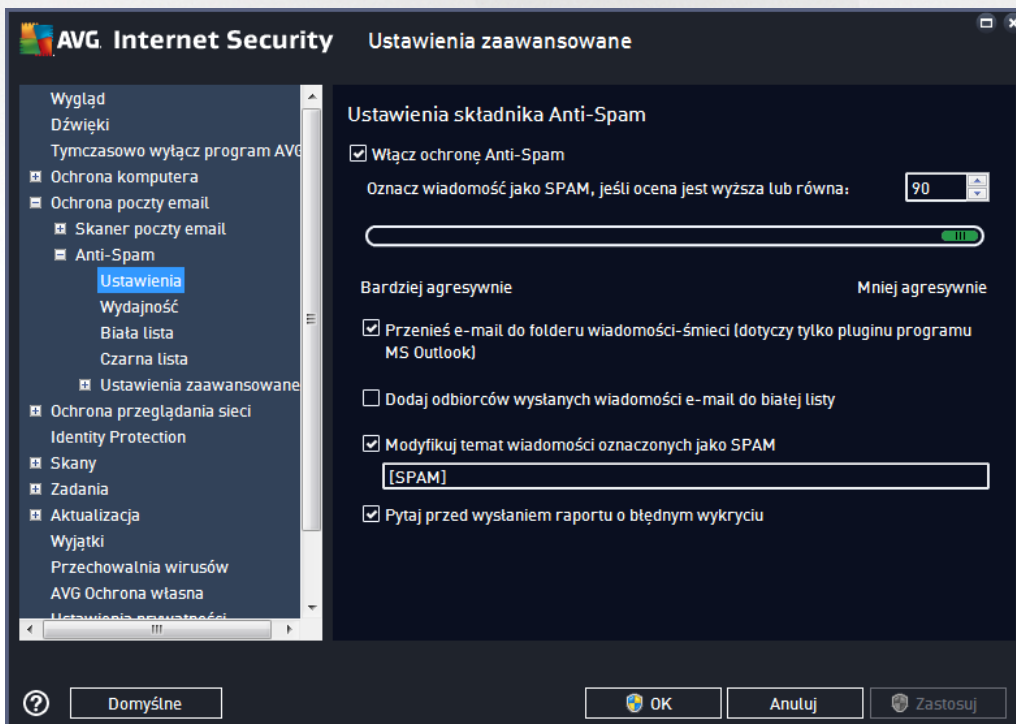 AVG. Internet Security Ustawienia zaawansowane
Wygląd
Dźwięki
Tymczasowo wyłącz program AVG
Ochrona komputera
Ochrona poczty email
Skaner poczty email
Anti-Spam
Ustawienia
Wydajność
Biała lista
Czarna lista
Ustawienia zaawansowane
Ochrona przeglądania sieci
Identity Protection
Skany
Zadania
Aktualizacja
Wyjątki
Przechowalnia wirusów
AVG Ochrona własna
Ustawienia prywatności
Ustawienia składnika Anti-Spam
Włącz ochronę Anti-Spam
Oznacz wiadomość jako SPAM, jeśli ocena jest wyższa lub równa: 90
Bardziej agresywnie Mniej agresywnie
Przenieś e-mail do folderu wiadomości-śmieci (dotyczy tylko pluginu programu
MS Outlook)
Dodaj odbiorców wysłanych wiadomości e-mail do białej listy
Modyfikuj temat wiadomości oznaczonych jako SPAM
[SPAM]
Pytaj przed wysłaniem raportu o błędnym wykryciu
Domyślne OK Anuluj Zastosuj